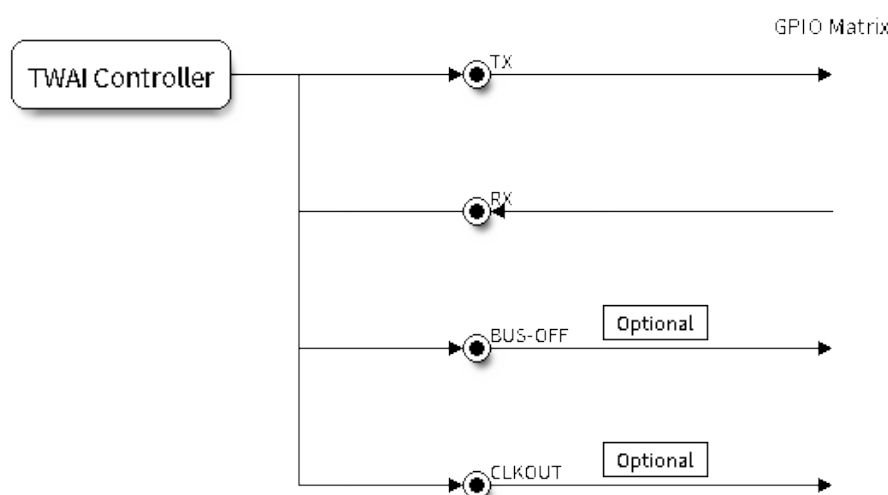 GPIO Matrix
TWAI Controller
TX
RX
BUS-OFF
Optional
CLKOUT
Optional